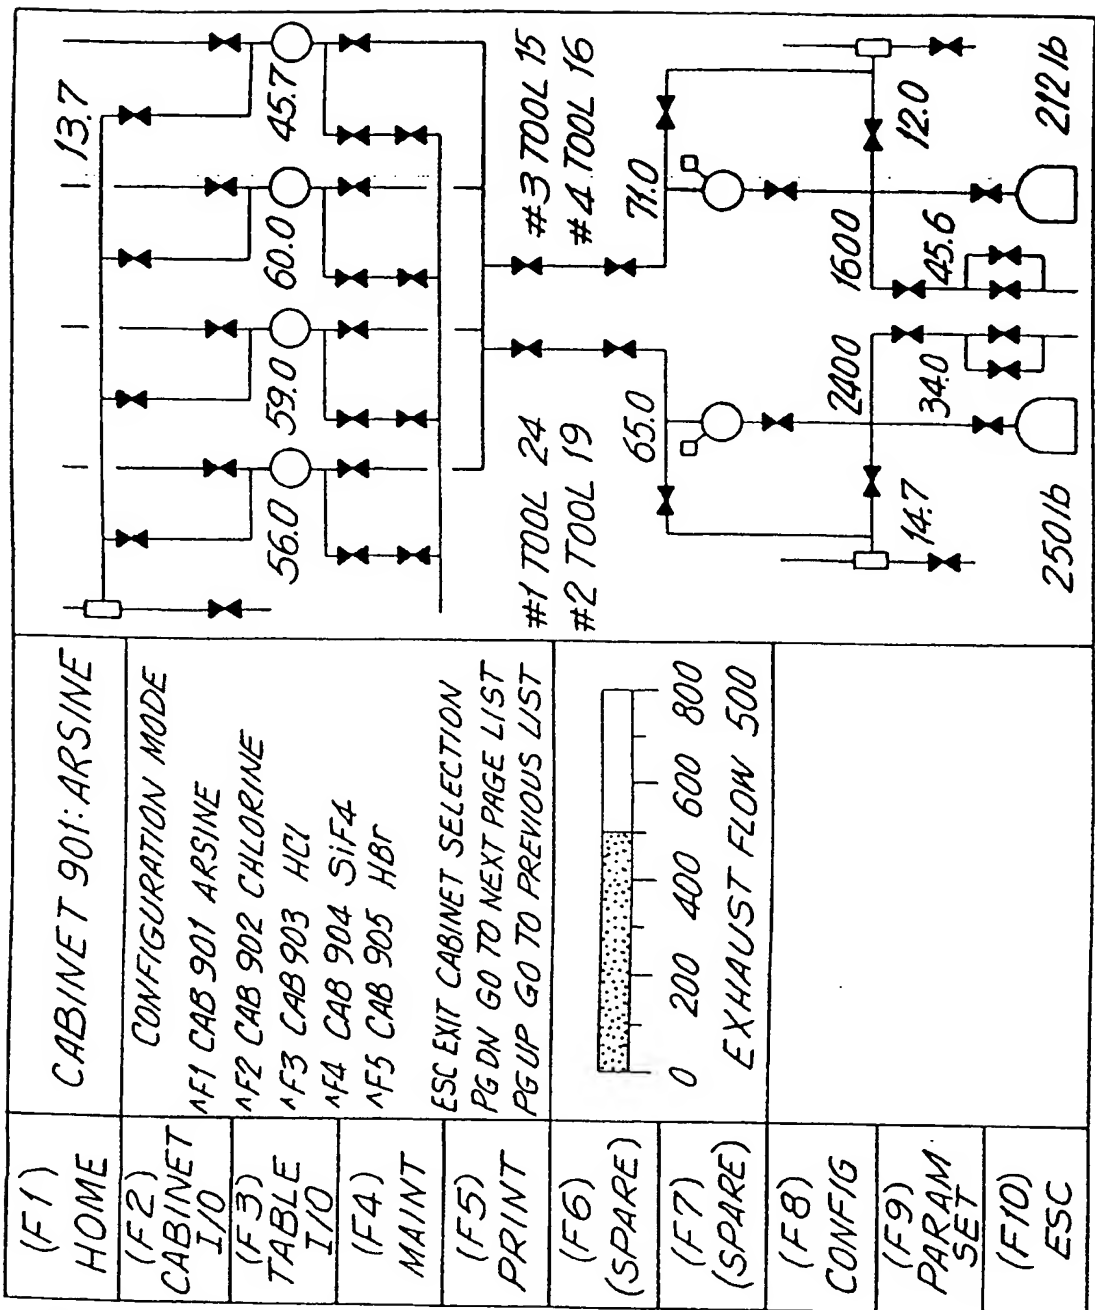 (F1)
HOME
(F2)
CABINET
I/O
(F3)
TABLE
I/O
(F4)
MAINT
(F5)
PRINT
(F6)
(SPARE)
(F7)
(SPARE)
(F8)
CONFIG
(F9)
PARAM
SET
(F10)
ESC
CABINET 901: ARSINE
CONFIGURATION MODE
^F1 CAB 901 ARSINE
^F2 CAB 902 CHLORINE
^F3 CAB 903 HCl
^F4 CAB 904 SiF4
^F5 CAB 905 HBr
ESC EXIT CABINET SELECTION
PG DN GO TO NEXT PAGE LIST
PG UP GO TO PREVIOUS LIST
0 200 400 600 800
EXHAUST FLOW 500
13.7
56.0 59.0 60.0 45.7
#1 TOOL 24
#2 TOOL 19
#3 TOOL 15
#4 TOOL 16
65.0 71.0
2400 1600
14.7 34.0 45.6 12.0
250 lb 212 lb